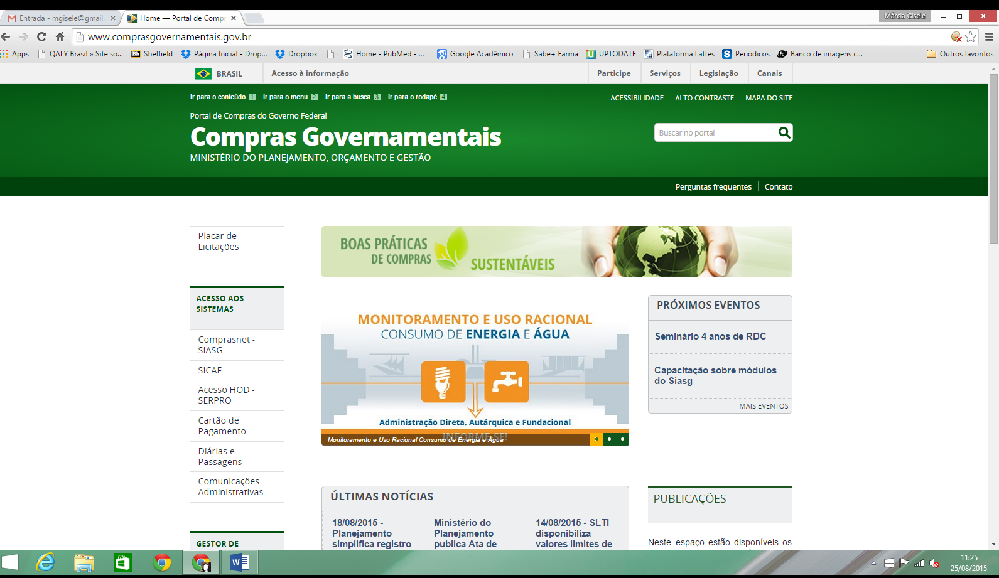 Entrada - mgisele@gmail.
Home — Portal de Compr
Márcia Gisele
www.comprasgovernamentais.gov.br
Apps
QALY Brasil » Site so...
Bb Sheffield
Página Inicial - Drop...
Dropbox
Home - PubMed - ...
Google Acadêmico
Sabe+ Farma
UPTODATE
Plataforma Lattes
Periódicos
Banco de imagens c...
Outros favoritos
BRASIL
Acesso à informação
Participe
Serviços
Legislação
Canais
Ir para o conteúdo 1
Ir para o menu 2
Ir para a busca 3
Ir para o rodapé 4
ACESSIBILIDADE
ALTO CONTRASTE
MAPA DO SITE
Portal de Compras do Governo Federal
Compras Governamentais
MINISTÉRIO DO PLANEJAMENTO, ORÇAMENTO E GESTÃO
Buscar no portal
Perguntas frequentes
Contato
Placar de
Licitações
ACESSO AOS
SISTEMAS
Comprasnet -
SIASG
SICAF
Acesso HOD -
SERPRO
Cartão de
Pagamento
Diárias e
Passagens
Comunicações
Administrativas
GESTOR DE
BOAS PRÁTICAS
DE COMPRAS
SUSTENTÁVEIS
MONITORAMENTO E USO RACIONAL
CONSUMO DE ENERGIA E ÁGUA
Administração Direta, Autárquica e Fundacional
INFORME-SE!
Monitoramento e Uso Racional Consumo de Energia e Água
PRÓXIMOS EVENTOS
Seminário 4 anos de RDC
Capacitação sobre módulos
do Siasg
MAIS EVENTOS
ÚLTIMAS NOTÍCIAS
18/08/2015 -
Planejamento
simplifica registro
Ministério do
Planejamento
publica Ata de
14/08/2015 - SLTI
disponibiliza
valores limites de
PUBLICAÇÕES
Neste espaço estão disponíveis os
11:25
25/08/2015